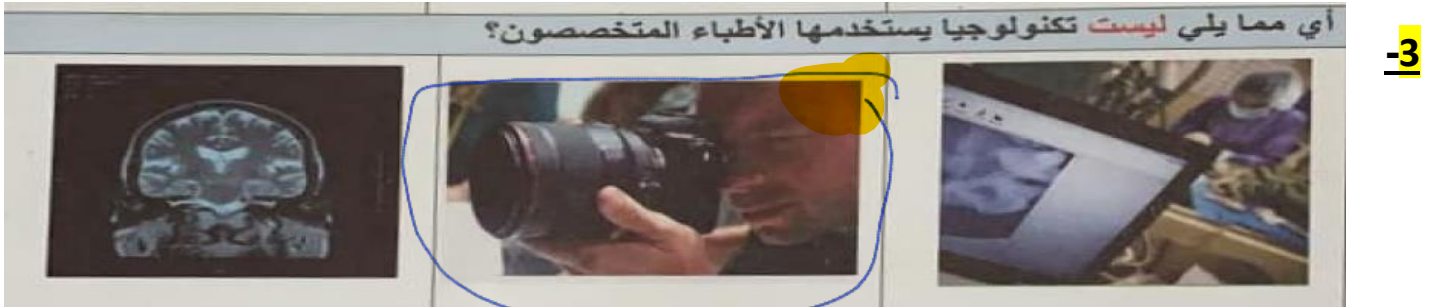 أي مما يلي ليست تكنولوجيا يستخدمها الأطباء المتخصصون؟
-3